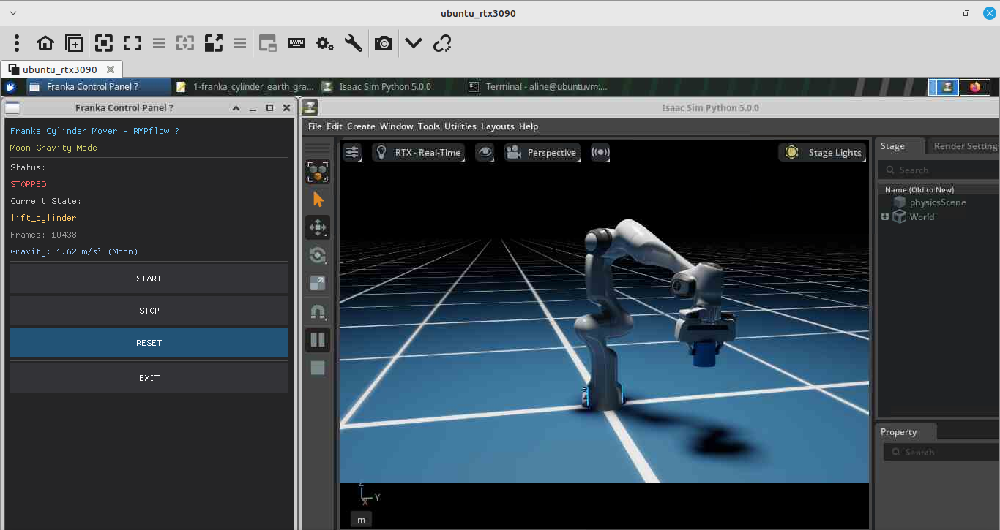 ubuntu_rtx3090
ubuntu_rtx3090
Franka Control Panel ?
1-franka_cylinder_earth_gra...
Isaac Sim Python 5.0.0
Terminal - aline@ubuntuvm:...
Franka Control Panel ?
Isaac Sim Python 5.0.0
Franka Cylinder Mover - RMPflow ?
Moon Gravity Mode
Status:
STOPPED
Current State:
lift_cylinder
Frames: 10438
Gravity: 1.62 m/s² (Moon)
START
STOP
RESET
EXIT
File Edit Create Window Tools Utilities Layouts Help
RTX - Real-Time
Perspective
Stage Lights
Z
Y
X
m
Stage
Render Setting
Search
Name (Old to New)
physicsScene
World
Property
Search